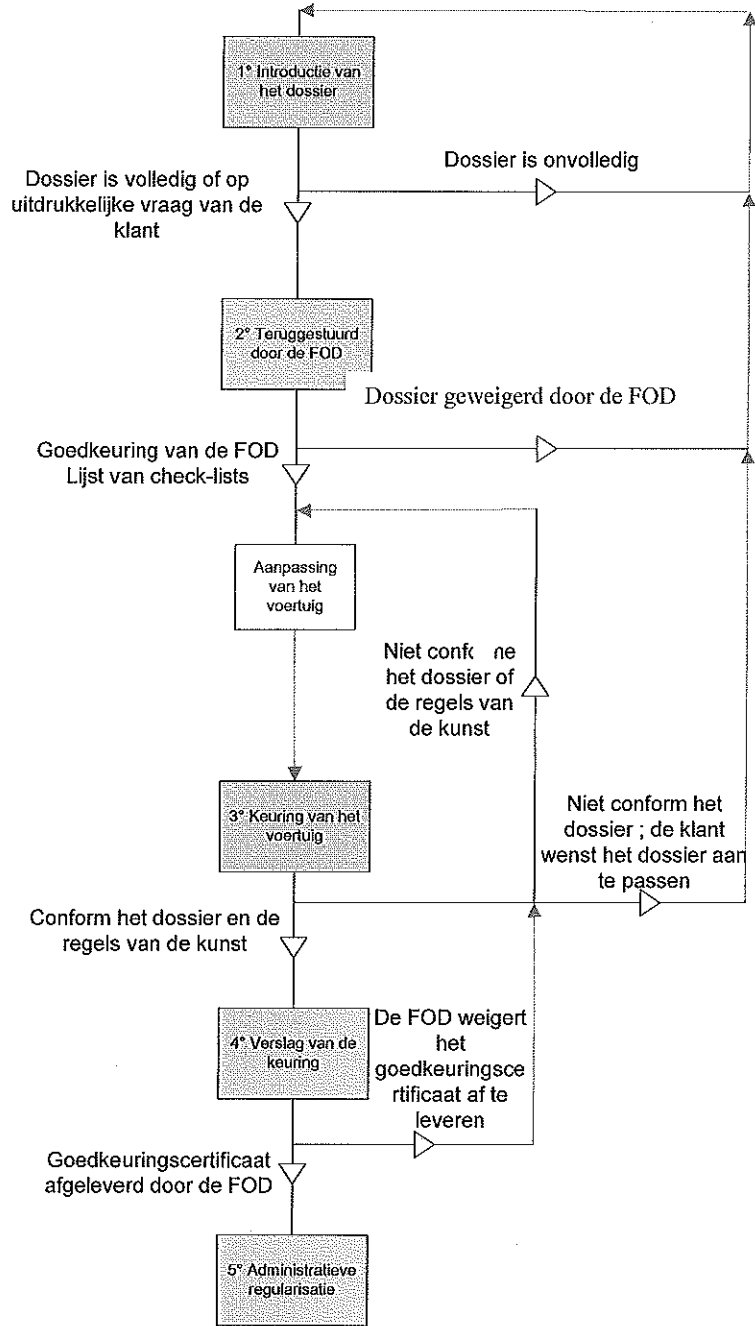 1° Introductie van
het dossier
Dossier is onvolledig
Dossier is volledig of op
uitdrukkelijke vraag van de
klant
2° Teruggestuurd
door de FOD
Dossier geweigerd door de FOD
Goedkeuring van de FOD
Lijst van check-lists
Aanpassing
van het
voertuig
Niet
het dossier of
de regels van
de kunst
3° Keuring van het
voertuig
Niet conform het
dossier ; de klant
wenst het dossier aan
te passen
Conform het dossier en de
regels van de kunst
4° Verslag van de
keuring
De FOD weigert
het
goedkeuringsce
rtificaat af te
leveren
Goedkeuringscertificaat
afgeleverd door de FOD
5° Administratieve
regularisatie